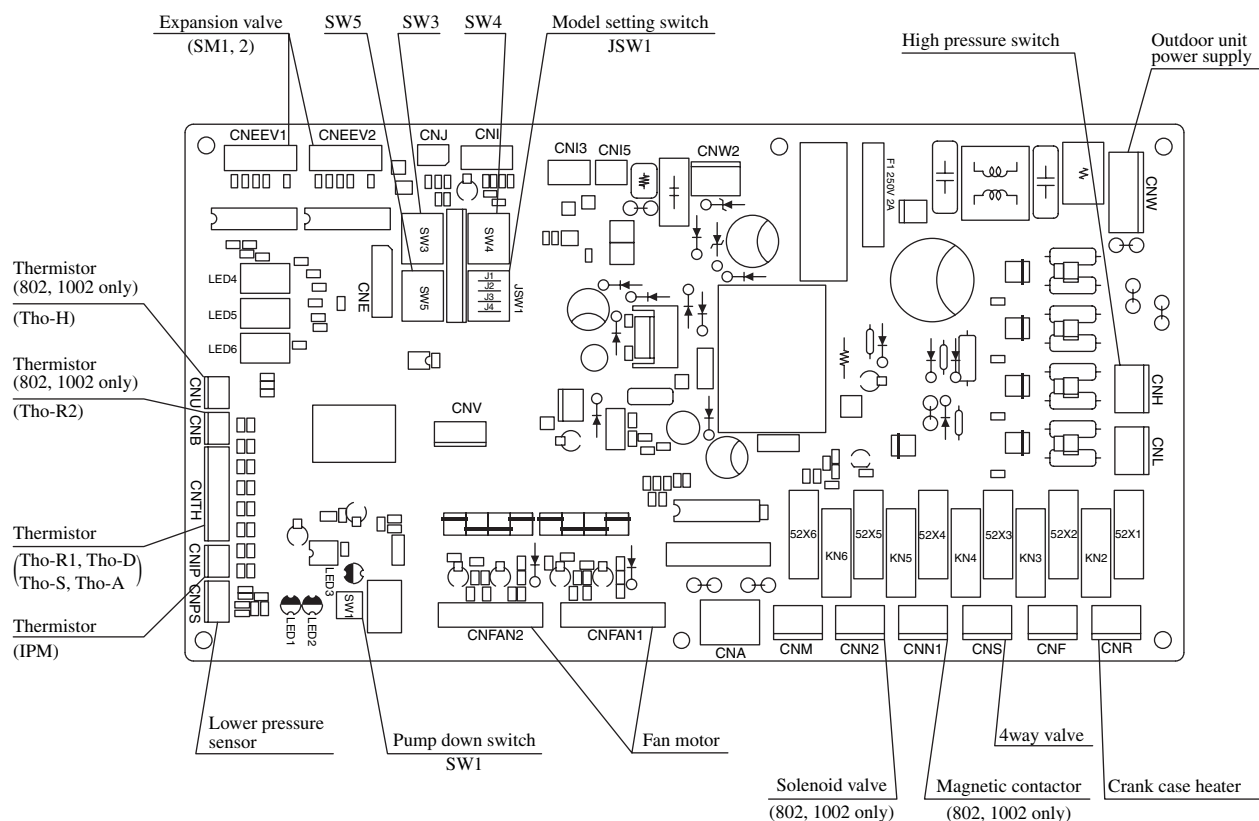 Expansion valve
(SM1, 2)
SW5
SW3
SW4
Model setting switch
JSW1
High pressure switch
Outdoor unit
power supply
CNEEV1
CNEEV2
CNJ
CNI
CNI3
CNI5
CNW2
F1 250V 2A
CNW
SW3
SW4
SW5
J1
J2
J3
J4
JSW1
CNE
LED4
LED5
LED6
Thermistor
(802, 1002 only)
(Tho-H)
Thermistor
(802, 1002 only)
(Tho-R2)
CNU
CNB
CNTH
CNIP
CNPS
CNV
CNH
CNL
Thermistor
(Tho-R1, Tho-D
Tho-S, Tho-A)
Thermistor
(IPM)
LED3
LED1
LED2
SW1
CNFAN2
CNFAN1
CNA
52X6
KN6
52X5
KN5
52X4
KN4
52X3
KN3
52X2
KN2
52X1
CNM
CNN2
CNN1
CNS
CNF
CNR
Lower pressure
sensor
Pump down switch
SW1
Fan motor
4way valve
Solenoid valve
(802, 1002 only)
Magnetic contactor
(802, 1002 only)
Crank case heater